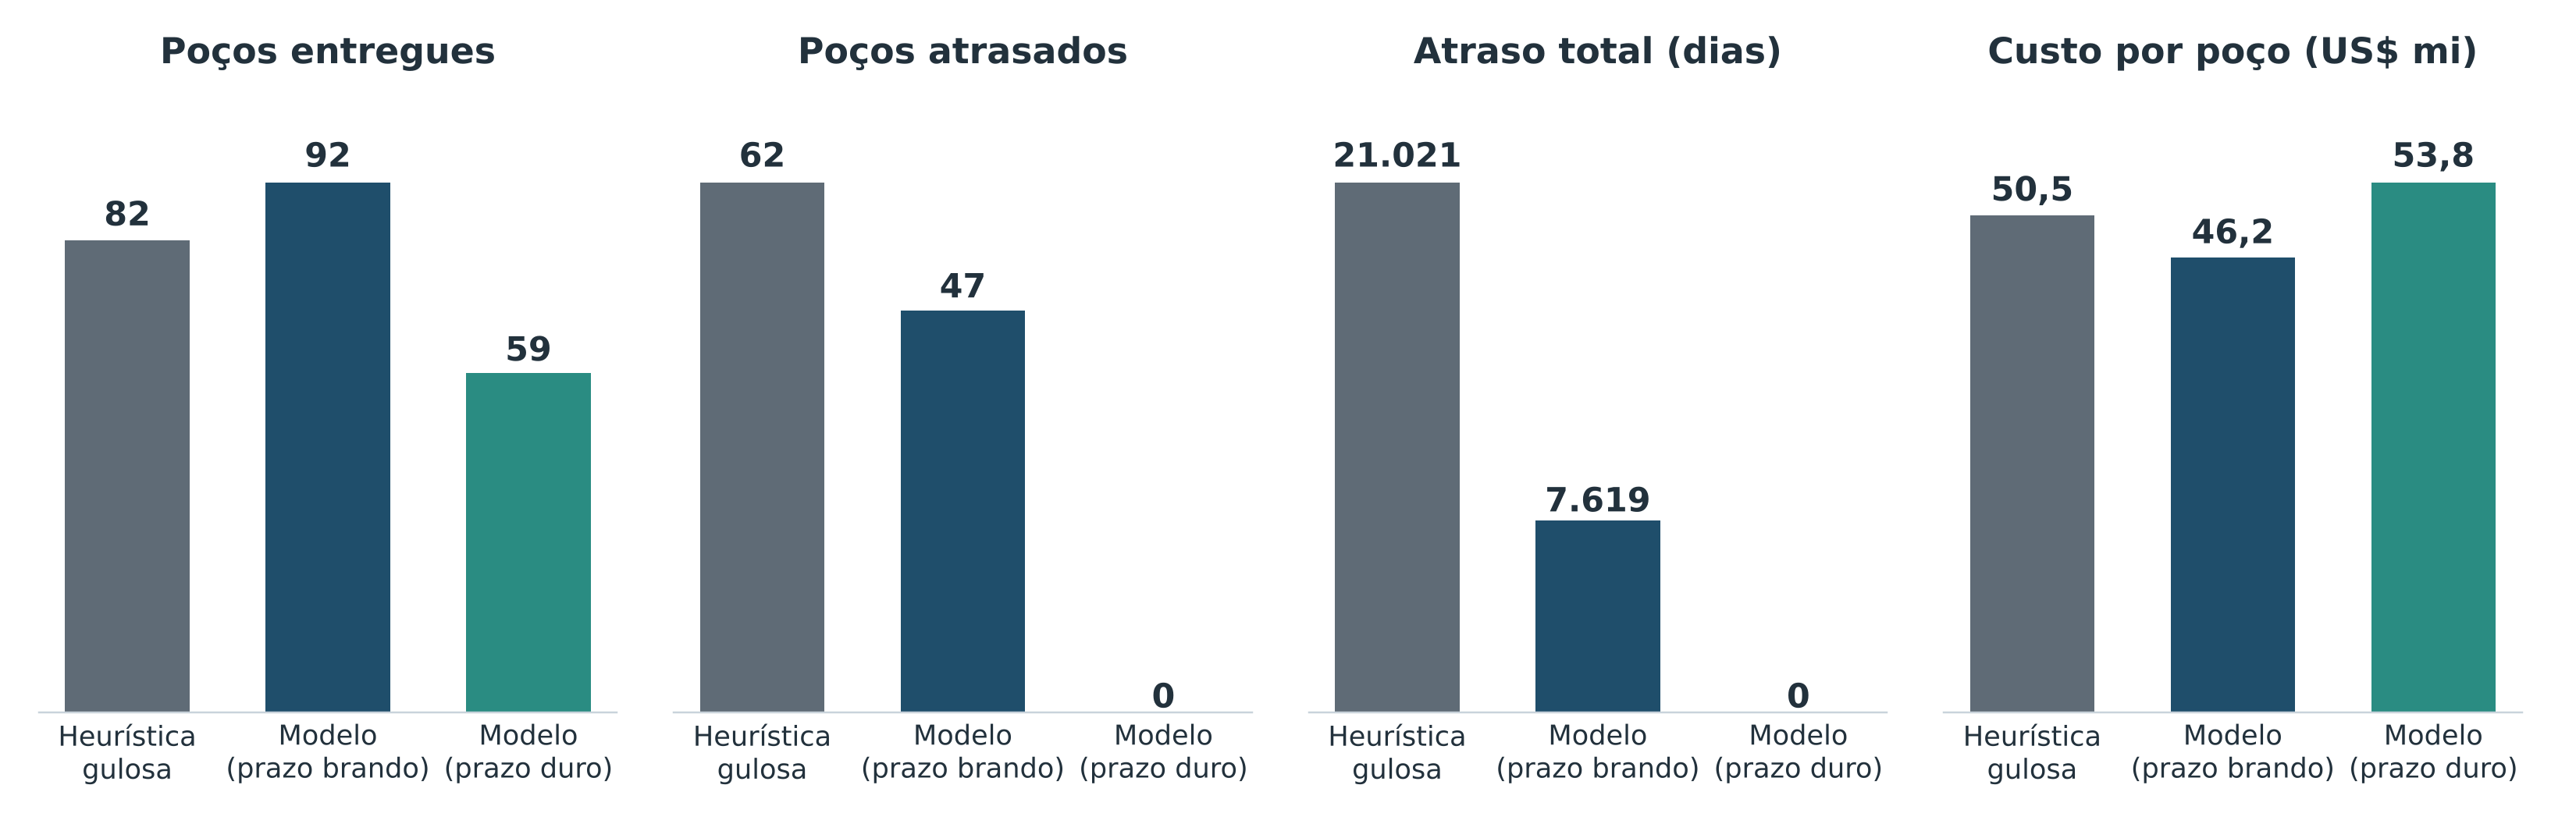 Poços entregues
82
92
59
Heurística
gulosa
Modelo
(prazo brando)
Modelo
(prazo duro)
Poços atrasados
62
47
0
Heurística
gulosa
Modelo
(prazo brando)
Modelo
(prazo duro)
Atraso total (dias)
21.021
7.619
0
Heurística
gulosa
Modelo
(prazo brando)
Modelo
(prazo duro)
Custo por poço (US$ mi)
50,5
46,2
53,8
Heurística
gulosa
Modelo
(prazo brando)
Modelo
(prazo duro)